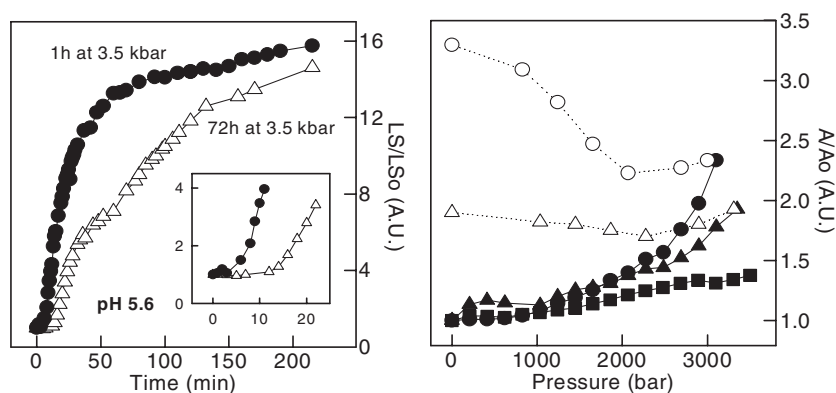 1h at 3.5 kbar
72h at 3.5 kbar
pH 5.6
4
2
1
0 10 20
16
12
8
4
0
LS/LSo (A.U.)
0 50 100 150 200
Time (min)
3.5
3.0
2.5
2.0
1.5
1.0
A/Ao (A.U.)
0 1000 2000 3000
Pressure (bar)